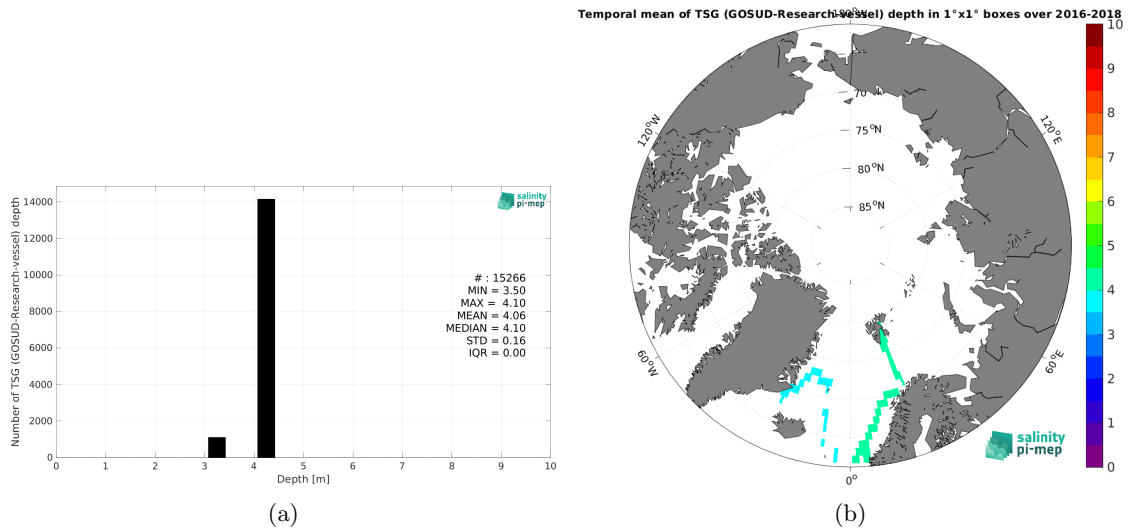 Number of TSG (GOSUD-Research-vessel) depth
14000
12000
10000
8000
6000
4000
2000
0
0 1 2 3 4 5 6 7 8 9 10
Depth [m]
salinity
pi-mep
# : 15266
MIN = 3.50
MAX = 4.10
MEAN = 4.06
MEDIAN = 4.10
STD = 0.16
IQR = 0.00
(a)
Temporal mean of TSG (GOSUD-Research-vessel) depth in 1°x1° boxes over 2016-2018
180°W
120°W
120°E
60°W
60°E
0°
70
75°N
80°N
85°N
10
9
8
7
6
5
4
3
2
1
0
salinity
pi-mep
(b)